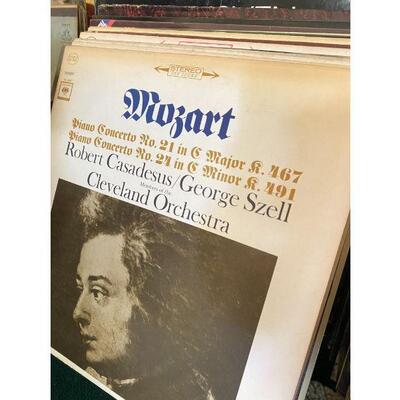 STEREO
Mozart
Piano Concerto No. 21 in C Major K. 467
Piano Concerto No. 24 in C Minor K. 491
Robert Casadesus/George Szell
Members of the
Cleveland Orchestra